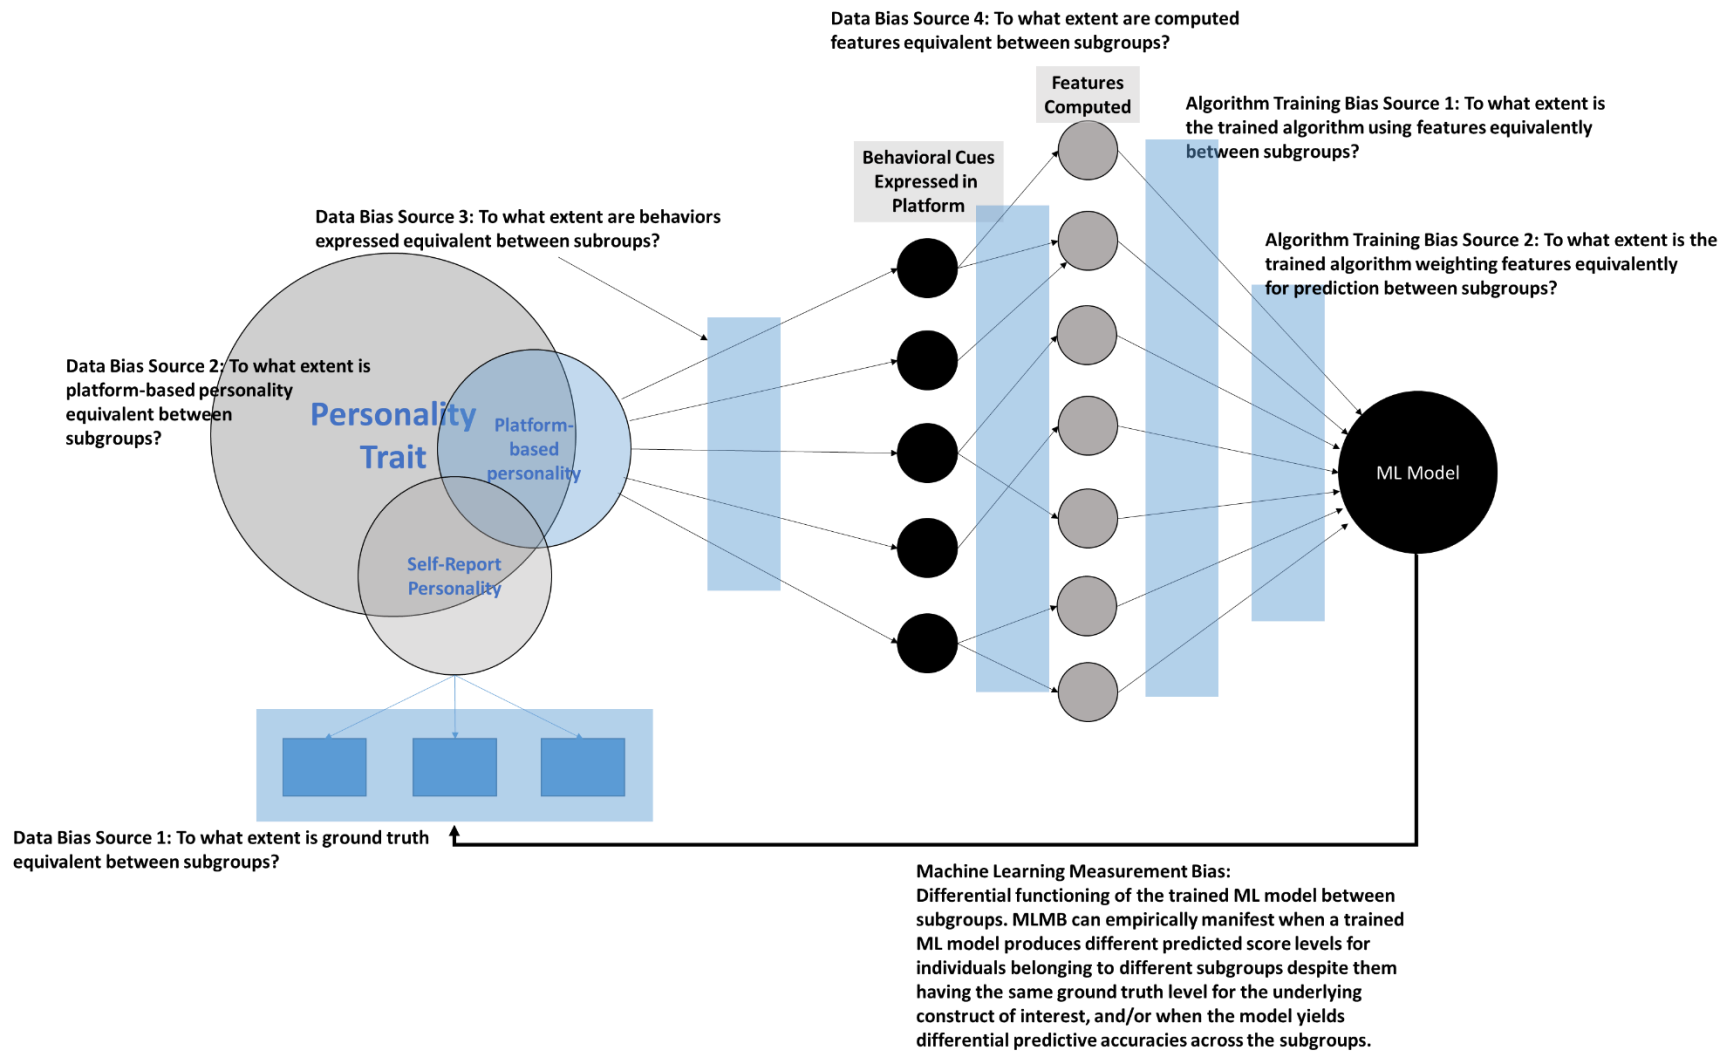 Data Bias Source 4: To what extent are computed
features equivalent between subgroups?
Features
Computed
Algorithm Training Bias Source 1: To what extent is
the trained algorithm using features equivalently
between subgroups?
Behavioral Cues
Expressed in
Platform
Data Bias Source 3: To what extent are behaviors
expressed equivalent between subroups?
Algorithm Training Bias Source 2: To what extent is the
trained algorithm weighting features equivalently
for prediction between subgroups?
Data Bias Source 2: To what extent is
platform-based personality
equivalent between
subgroups?
Personality
Trait
Platform-
based
personality
ML Model
Self-Report
Personality
Data Bias Source 1: To what extent is ground truth
equivalent between subgroups?
Machine Learning Measurement Bias:
Differential functioning of the trained ML model between
subgroups. MLMB can empirically manifest when a trained
ML model produces different predicted score levels for
individuals belonging to different subgroups despite them
having the same ground truth level for the underlying
construct of interest, and/or when the model yields
differential predictive accuracies across the subgroups.